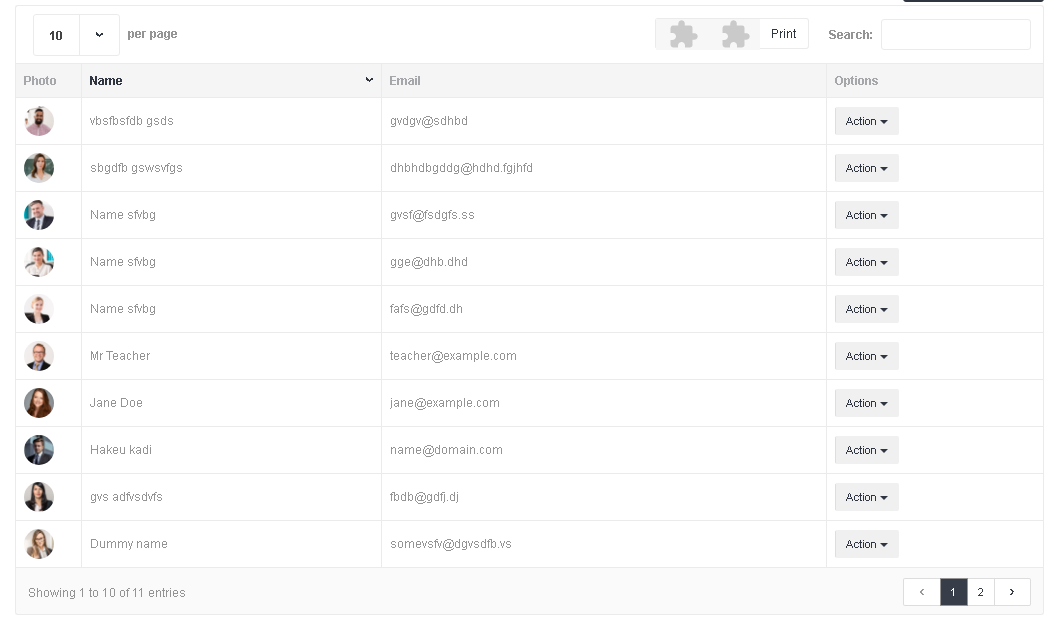 10 per page Print Search:
Photo Name Email Options
vbsfbsfdb gsds gvdgv@sdhbd Action
sbgdfb gswsvfgs dhbhdbgddg@hdhd.fgjhfd Action
Name sfvbg gvsf@fsdgfs.ss Action
Name sfvbg gge@dhb.dhd Action
Name sfvbg fafs@gdfd.dh Action
Mr Teacher teacher@example.com Action
Jane Doe jane@example.com Action
Hakeu kadi name@domain.com Action
gvs adfvsdvfs fbdb@gdfj.dj Action
Dummy name somevsfv@dgvsdfb.vs Action
Showing 1 to 10 of 11 entries ‹ 1 2 ›